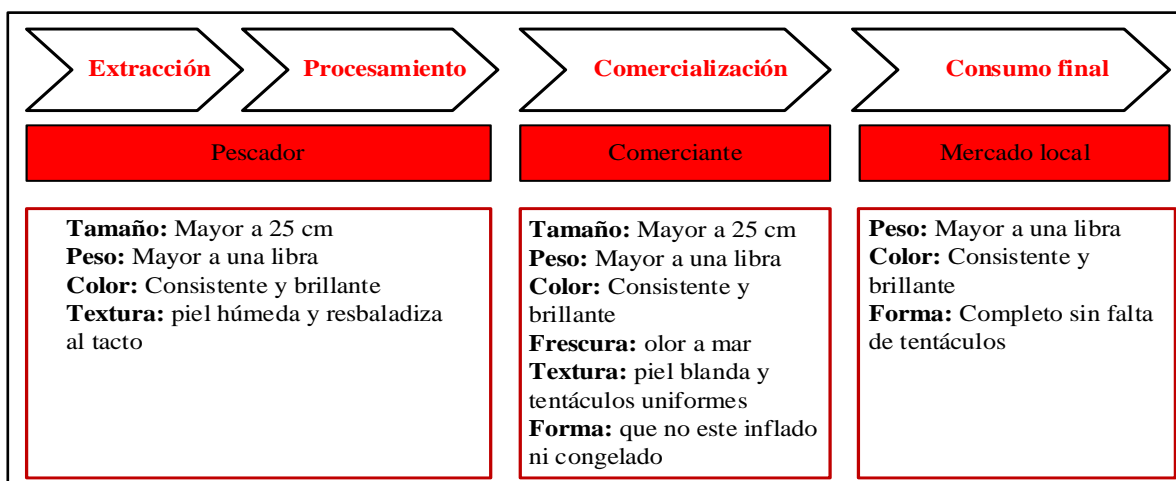 Extracción
Procesamiento
Comercialización
Consumo final
Pescador
Comerciante
Mercado local
Tamaño: Mayor a 25 cm
Peso: Mayor a una libra
Color: Consistente y brillante
Textura: piel húmeda y resbaladiza
al tacto
Tamaño: Mayor a 25 cm
Peso: Mayor a una libra
Color: Consistente y
brillante
Frescura: olor a mar
Textura: piel blanda y
tentáculos uniformes
Forma: que no este inflado
ni congelado
Peso: Mayor a una libra
Color: Consistente y
brillante
Forma: Completo sin falta
de tentáculos